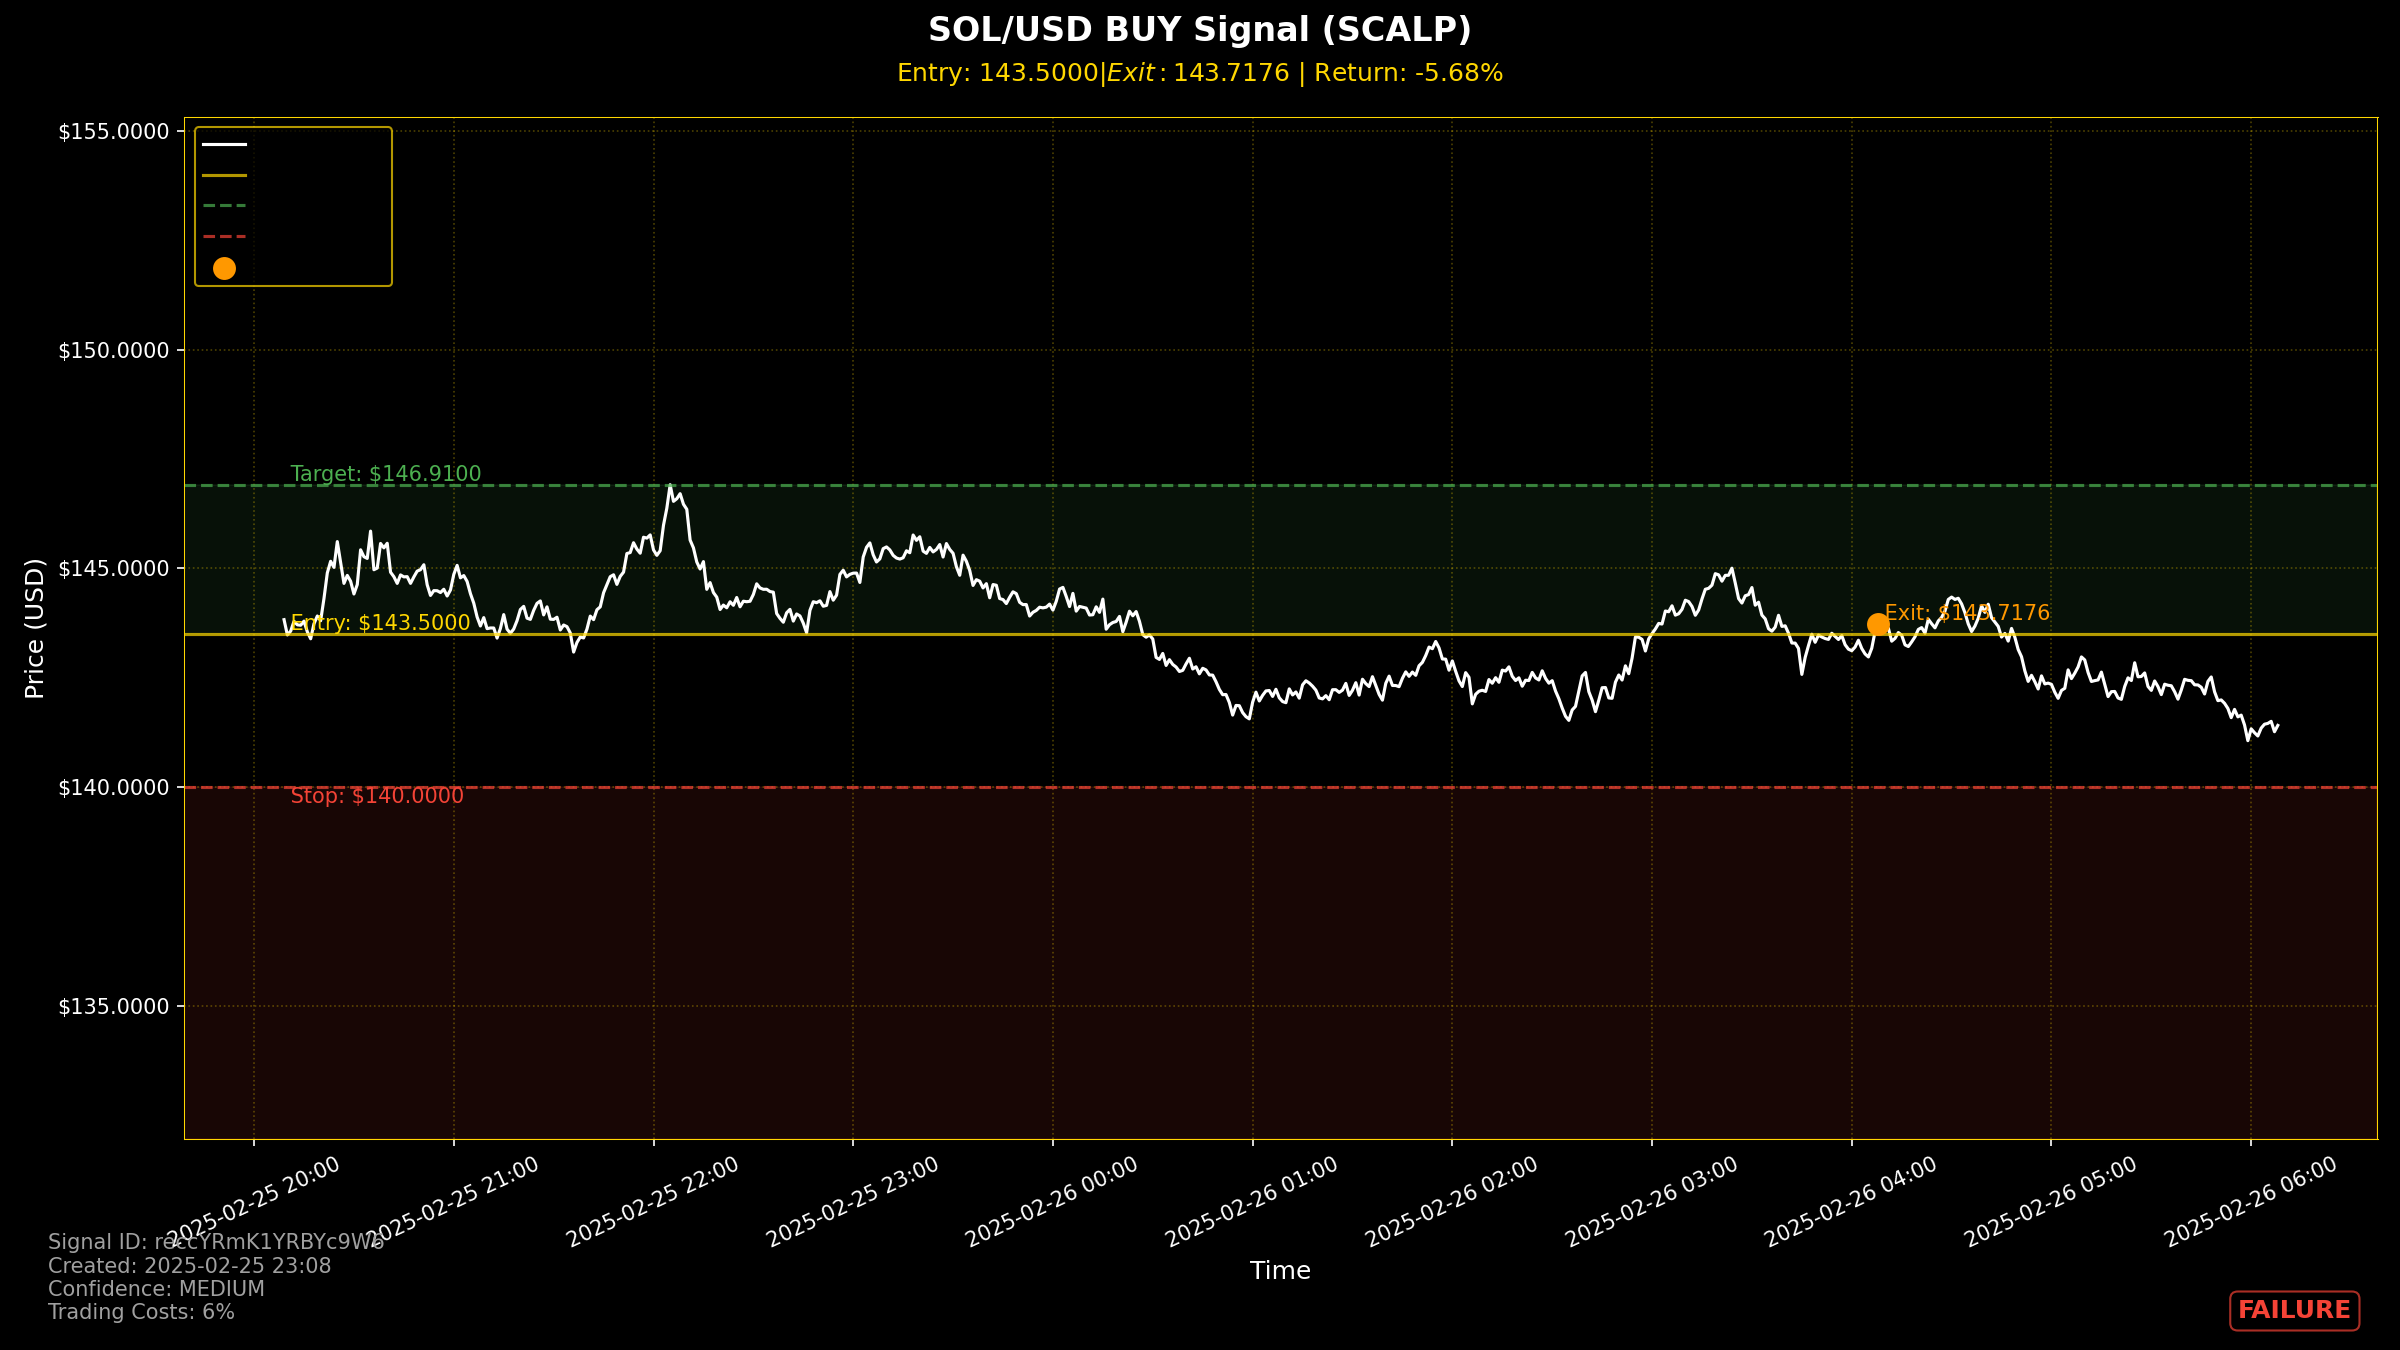 SOL/USD BUY Signal (SCALP)
Entry: 143.5000|Exit : 143.7176 | Return: -5.68%
$155.0000
$150.0000
$145.0000
$140.0000
$135.0000
Price (USD)
Target: $146.9100
Entry: $143.5000
Exit: $143.7176
Stop: $140.0000
2025-02-25 20:00
2025-02-25 21:00
2025-02-25 22:00
2025-02-25 23:00
2025-02-26 00:00
2025-02-26 01:00
2025-02-26 02:00
2025-02-26 03:00
2025-02-26 04:00
2025-02-26 05:00
2025-02-26 06:00
Time
Signal ID: reccYRmK1YRBYc9W6
Created: 2025-02-25 23:08
Confidence: MEDIUM
Trading Costs: 6%
FAILURE